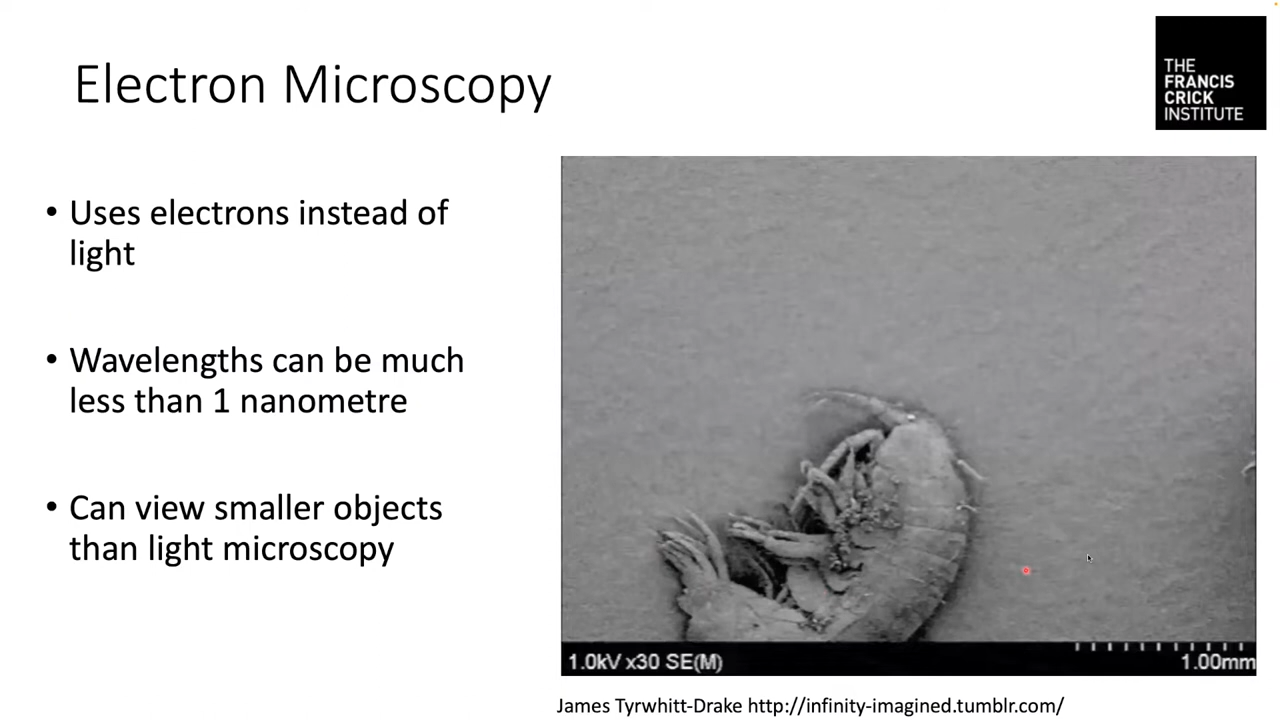 Electron Microscopy
THE
FRANCIS
CRICK
INSTITUTE
• Uses electrons instead of
light
• Wavelengths can be much
less than 1 nanometre
• Can view smaller objects
than light microscopy
1.0kV x30 SE(M)
1.00mm
James Tyrwhitt-Drake http://infinity-imagined.tumblr.com/